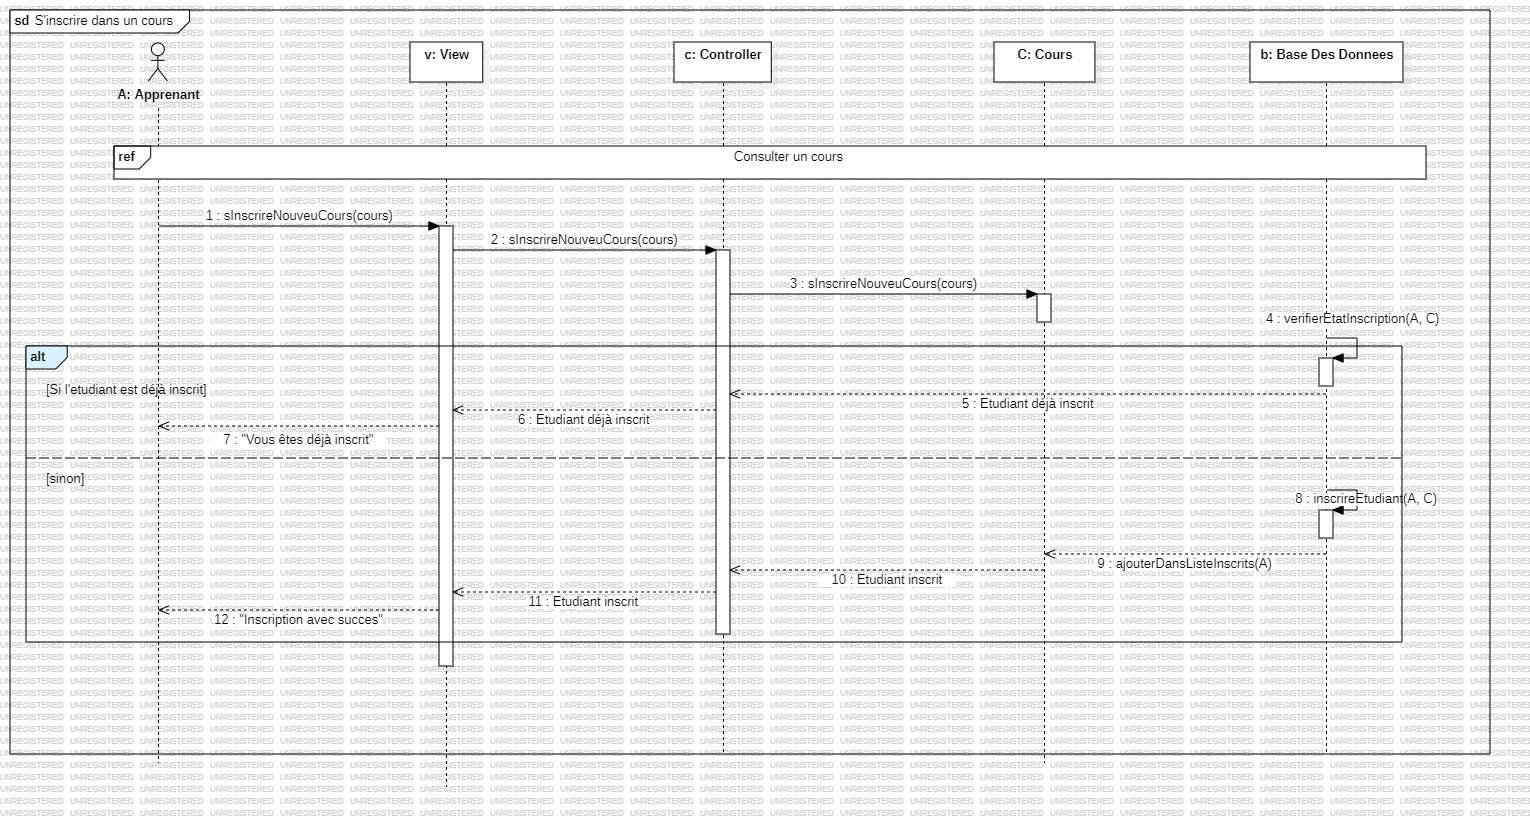 sd S'inscrire dans un cours
A: Apprenant
v: View
c: Controller
C: Cours
b: Base Des Donnees
ref
Consulter un cours
1 : sInscrireNouveuCours(cours)
2 : sInscrireNouveuCours(cours)
3 : sInscrireNouveuCours(cours)
4 : verifierEtatInscription(A, C)
alt
[Si l'etudiant est déjà inscrit]
5 : Etudiant déjà inscrit
6 : Etudiant déjà inscrit
7 : "Vous êtes déjà inscrit"
[sinon]
8 : inscrireEtudiant(A, C)
9 : ajouterDansListeInscrits(A)
10 : Etudiant inscrit
11 : Etudiant inscrit
12 : "Inscription avec succes"
UNREGISTERED